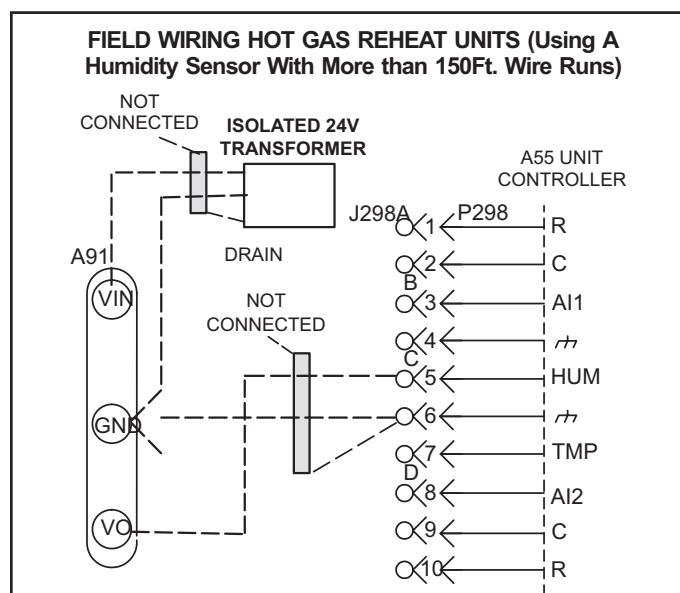 FIELD WIRING HOT GAS REHEAT UNITS (Using A
Humidity Sensor With More than 150Ft. Wire Runs)
NOT
CONNECTED
ISOLATED 24V
TRANSFORMER
A55 UNIT
CONTROLLER
J298A
P298
1
R
DRAIN
A91
2
C
B
VIN
3
AI1
NOT
CONNECTED
4
C
5
HUM
GND
6
7
TMP
D
8
AI2
VO
9
C
10
R